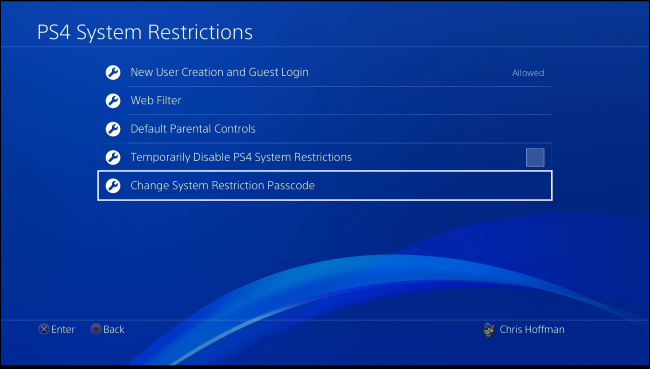 PS4 System Restrictions
New User Creation and Guest Login Allowed
Web Filter
Default Parental Controls
Temporarily Disable PS4 System Restrictions
Change System Restriction Passcode
Enter Back Chris Hoffman